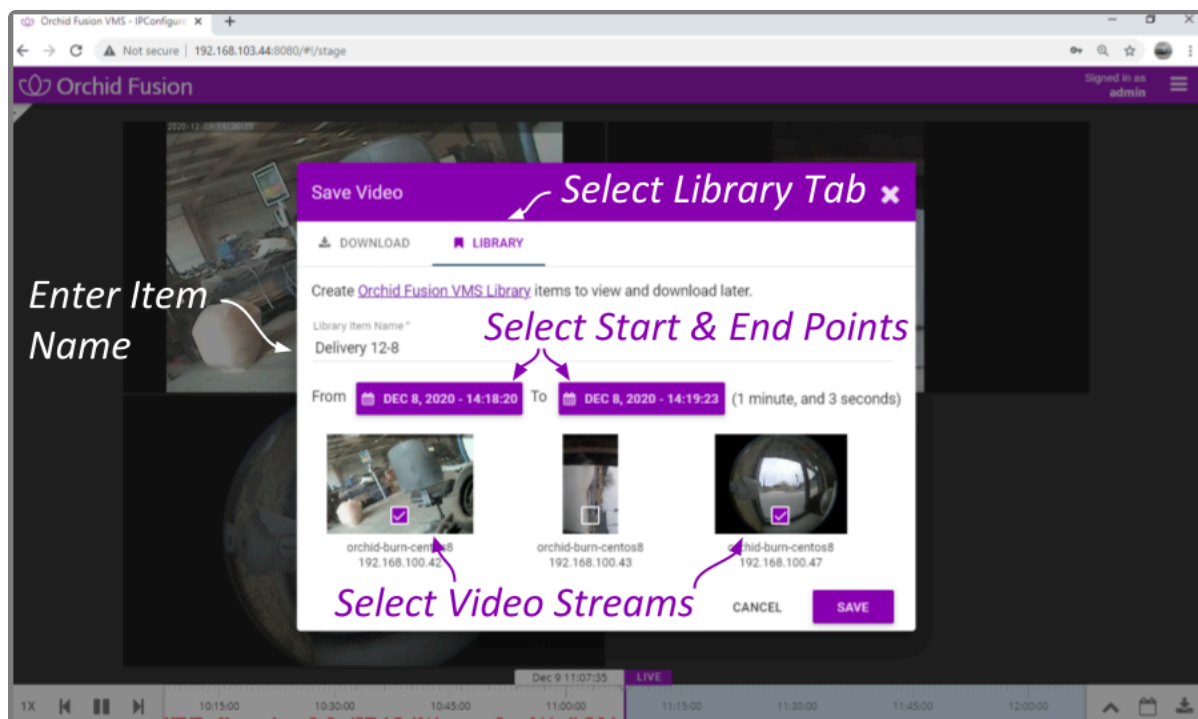 Orchid Fusion VMS - IPConfigure
Not secure | 192.168.103.44:8080/#!/stage
Orchid Fusion
Signed in as
admin
Save Video
Select Library Tab
DOWNLOAD
LIBRARY
Create Orchid Fusion VMS Library items to view and download later.
Enter Item
Name
Library Item Name *
Select Start & End Points
Delivery 12-8
From DEC 8, 2020 - 14:18:20 To DEC 8, 2020 - 14:19:23 (1 minute, and 3 seconds)
orchid-burn-centos8
192.168.100.42
orchid-burn-centos8
192.168.100.43
orchid-burn-centos8
192.168.100.47
Select Video Streams
CANCEL
SAVE
Dec 9 11:07:35
LIVE
1X
10:15:00
10:30:00
10:45:00
11:00:00
11:15:00
11:30:00
11:45:00
12:00:00